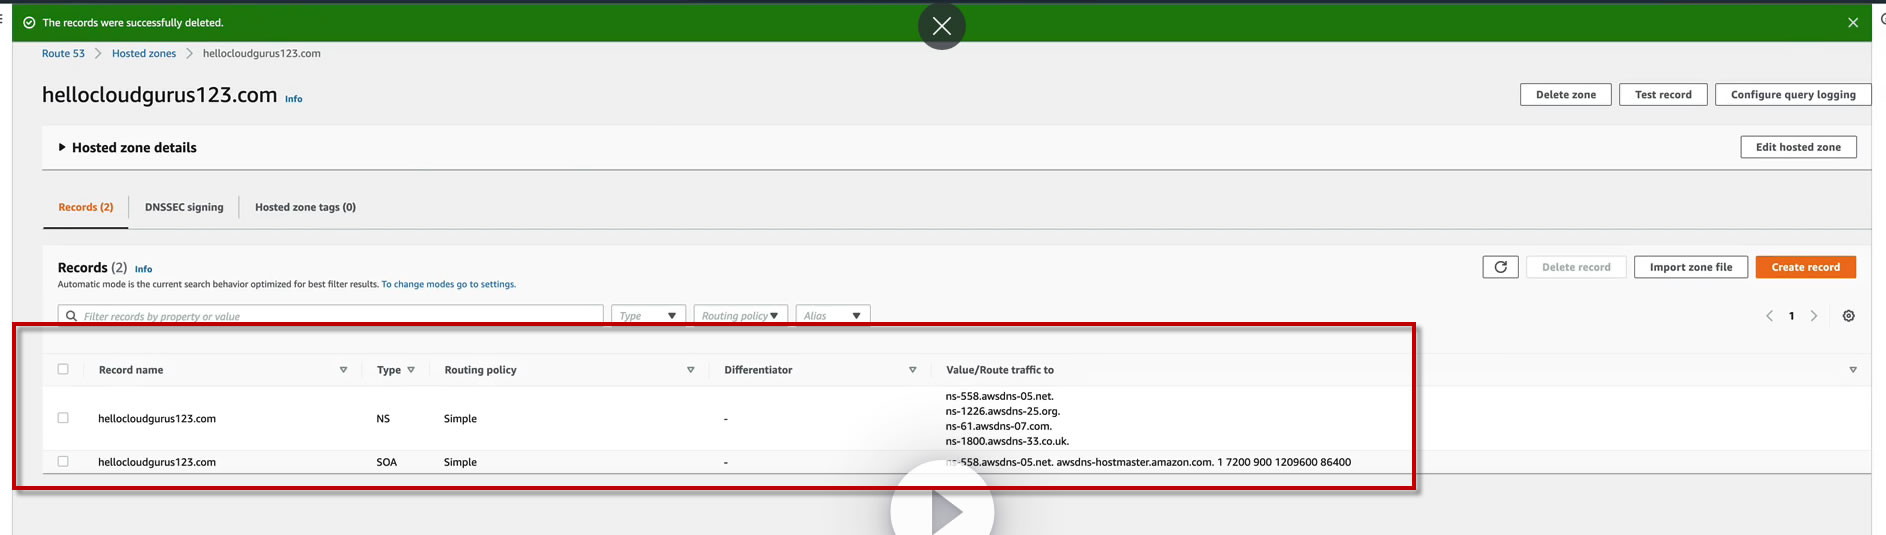 The records were successfully deleted.
Route 53 Hosted zones hellocloudgurus123.com
hellocloudgurus123.com Info
Delete zone Test record Configure query logging
Hosted zone details
Edit hosted zone
Records (2) DNSSEC signing Hosted zone tags (0)
Records (2) Info
Automatic mode is the current search behavior optimized for best filter results. To change modes go to settings.
Delete record Import zone file Create record
Filter records by property or value Type Routing policy Alias 1
Record name Type Routing policy Differentiator Value/Route traffic to
hellocloudgurus123.com NS Simple -
ns-558.awsdns-05.net.
ns-1226.awsdns-25.org.
ns-61.awsdns-07.com.
ns-1800.awsdns-33.co.uk.
hellocloudgurus123.com SOA Simple - ns-558.awsdns-05.net. awsdns-hostmaster.amazon.com. 1 7200 900 1209600 86400